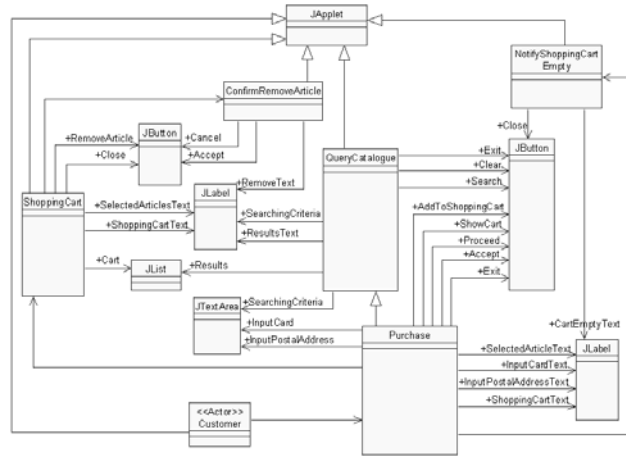 JApplet
NotifyShoppingCart
Empty
ConfirmRemoveArticle
+Close
+RemoveArticle
JButton
+Cancel
JButton
+Close
+Accept
QueryCatalogue
+Exit
+Clear
+Search
ShoppingCart
JLabel
+RemoveText
+SelectedArticlesText
+SearchingCriteria
+AddToShoppingCart
+ShoppingCartText
+ResultsText
+ShowCart
+Proceed
+Cart
JList
+Results
+Accept
+Exit
JTextArea
+SearchingCriteria
+InputCard
+CartEmptyText
+InputPostalAddress
Purchase
+SelectedArticleText
JLabel
+InputCardText
+InputPostalAddressText
+ShoppingCartText
<<Actor>>
Customer